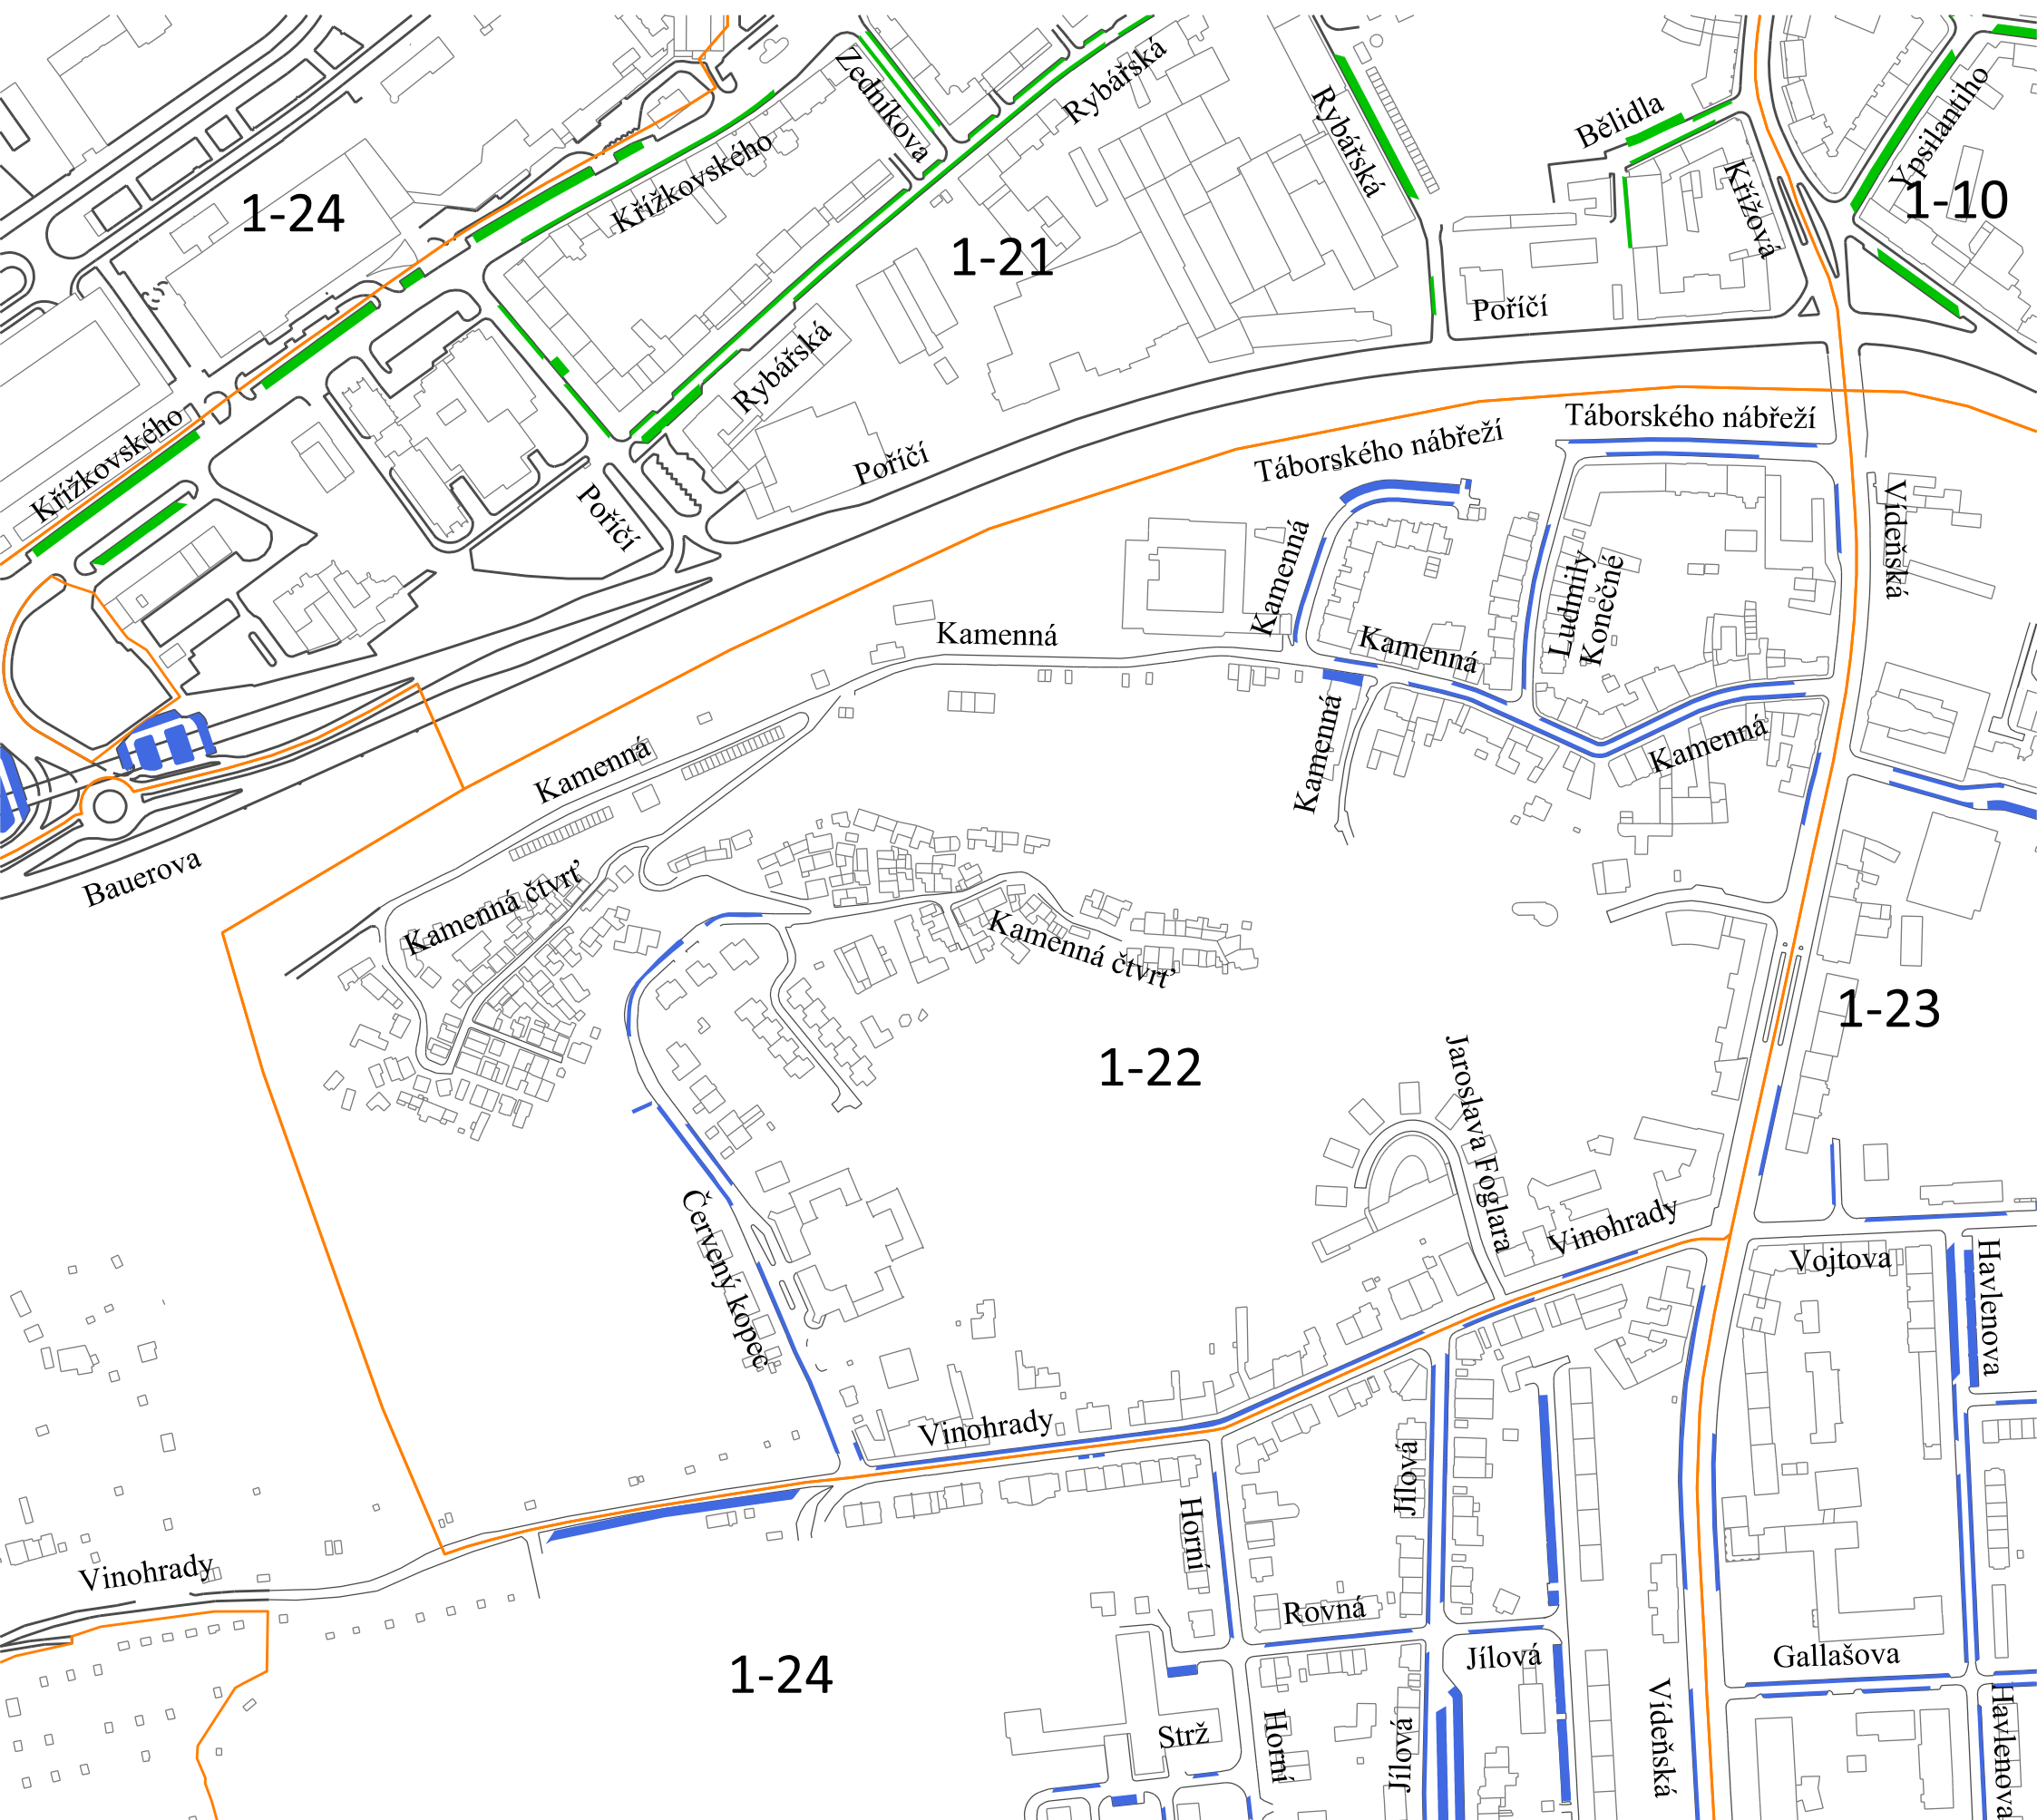 Zedníkova
Rybářská
Rybářská
Bělidla
Ypsilantiho
Křížová
1-24
Křížkovského
1-21
1-10
Poříčí
Rybářská
Křížkovského
Poříčí
Poříčí
Táborského nábřeží
Táborského nábřeží
Vídeňská
Kamenná
Kamenná
Kamenná
Ludmily
Konečné
Kamenná
Kamenná
Kamenná
Bauerova
Kamenná čtvrť
Kamenná čtvrť
1-23
1-22
Jaroslava Foglara
Červený kopec
Vinohrady
Vojtova
Havlenova
Vinohrady
Jílová
Horní
Vinohrady
Rovná
Jílová
Gallašova
1-24
Strž
Horní
Jílová
Vídeňská
Havlenova